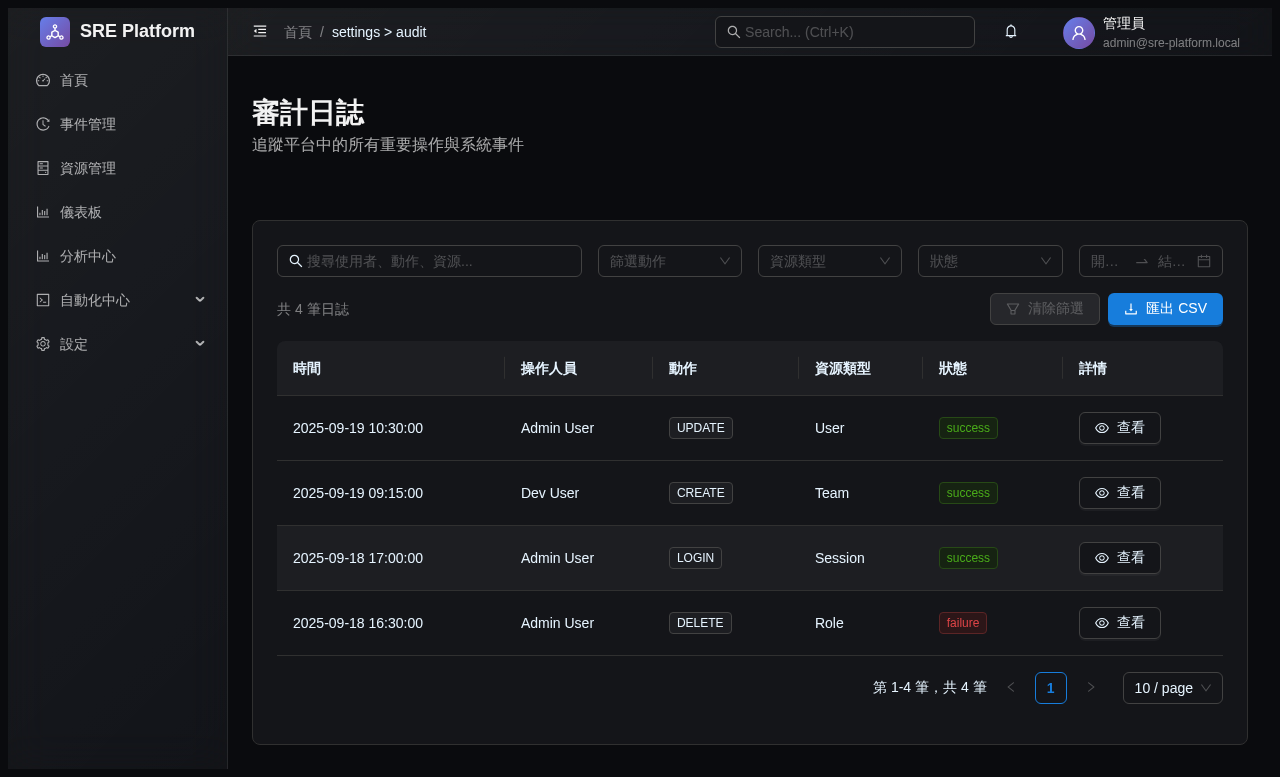 SRE Platform
首頁
事件管理
資源管理
儀表板
分析中心
自動化中心
設定
首頁 / settings > audit
Search... (Ctrl+K)
管理員
admin@sre-platform.local
審計日誌
追蹤平台中的所有重要操作與系統事件
搜尋使用者、動作、資源... 篩選動作 資源類型 狀態 開... 結...
共 4 筆日誌 清除篩選 匯出 CSV
時間 操作人員 動作 資源類型 狀態 詳情
2025-09-19 10:30:00 Admin User UPDATE User success 查看
2025-09-19 09:15:00 Dev User CREATE Team success 查看
2025-09-18 17:00:00 Admin User LOGIN Session success 查看
2025-09-18 16:30:00 Admin User DELETE Role failure 查看
第 1-4 筆，共 4 筆 1 10 / page